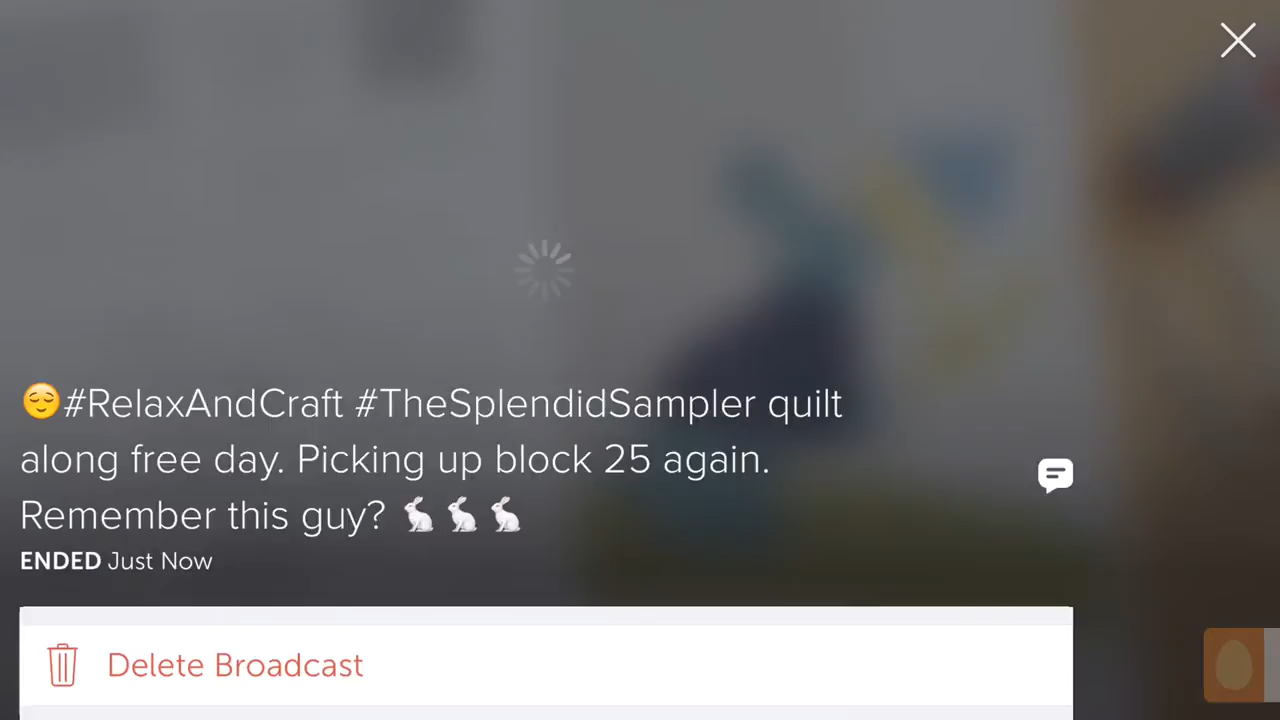 😌#RelaxAndCraft #TheSplendidSampler quilt
along free day. Picking up block 25 again.
Remember this guy? 🐇🐇🐇
ENDED Just Now
Delete Broadcast